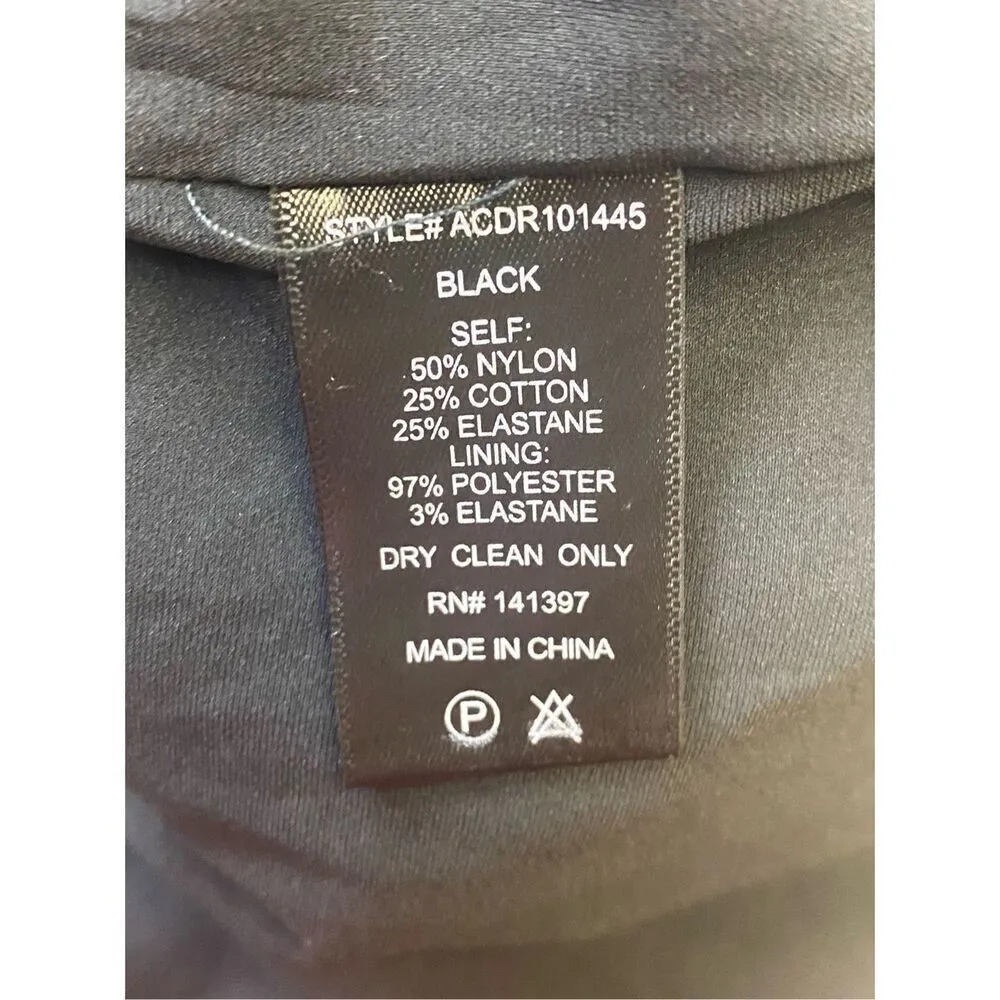 STYLE# ACDR101445
BLACK
SELF:
50% NYLON
25% COTTON
25% ELASTANE
LINING:
97% POLYESTER
3% ELASTANE
DRY CLEAN ONLY
RN# 141397
MADE IN CHINA
P